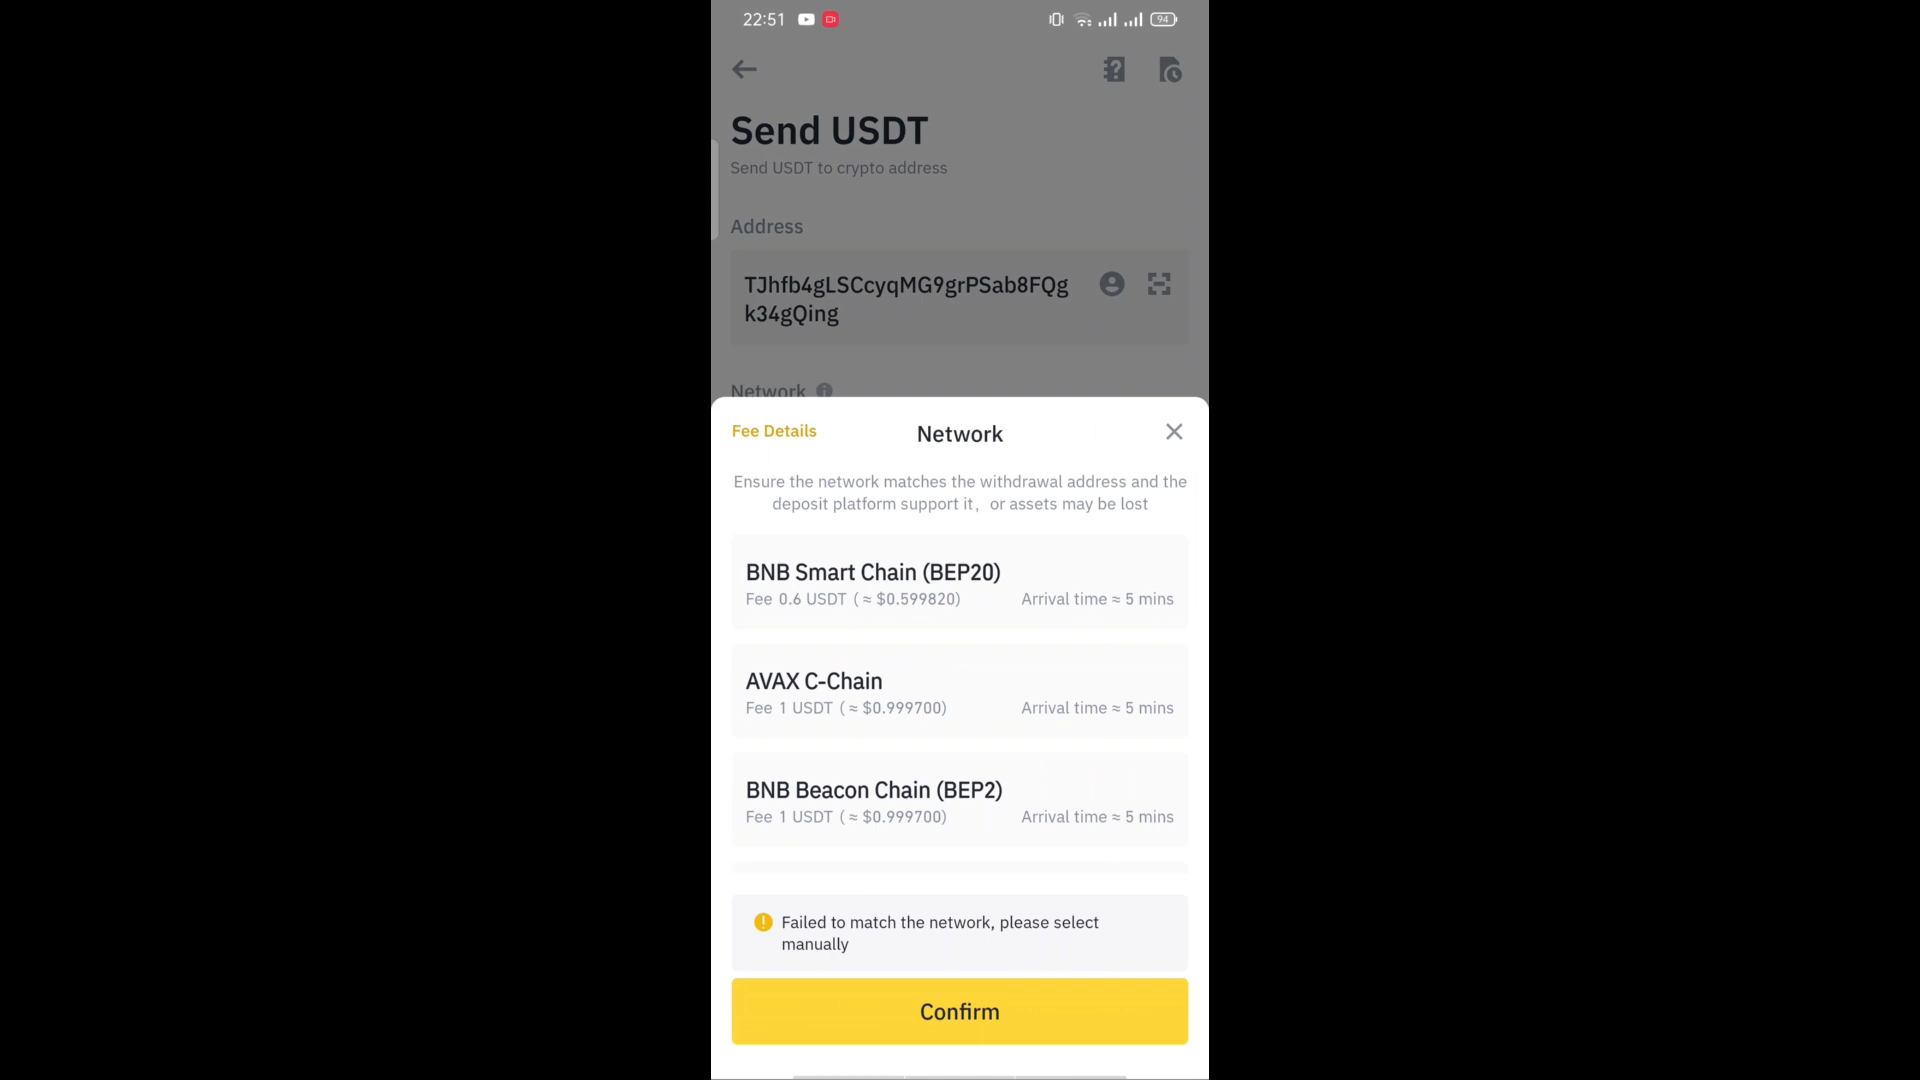 22:51
94
Send USDT
Send USDT to crypto address
Address
TJhfb4gLSCcyqMG9grPSab8FQg
k34gQing
Network
Fee Details
Network
Ensure the network matches the withdrawal address and the
deposit platform support it, or assets may be lost
BNB Smart Chain (BEP20)
Fee 0.6 USDT (≈ $0.599820) Arrival time ≈ 5 mins
AVAX C-Chain
Fee 1 USDT (≈ $0.999700) Arrival time ≈ 5 mins
BNB Beacon Chain (BEP2)
Fee 1 USDT (≈ $0.999700) Arrival time ≈ 5 mins
Failed to match the network, please select
manually
Confirm